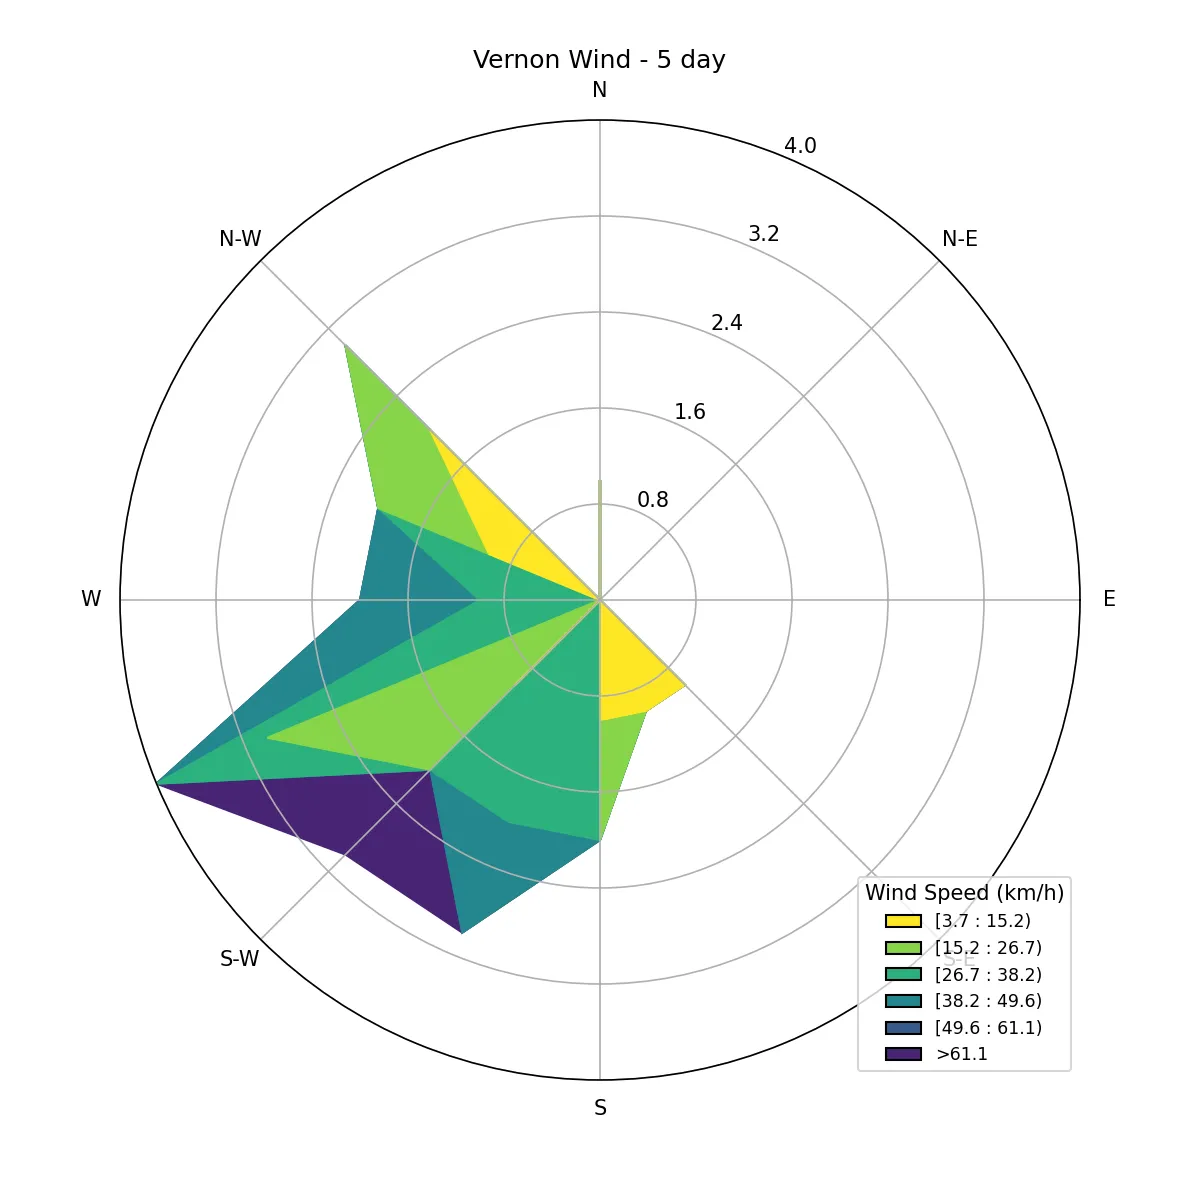 Vernon Wind - 5 day
N
4.0
3.2
N-W
N-E
2.4
1.6
0.8
W
E
Wind Speed (km/h)
[3.7 : 15.2)
[15.2 : 26.7)
S-W
S-E
[26.7 : 38.2)
[38.2 : 49.6)
[49.6 : 61.1)
>61.1
S